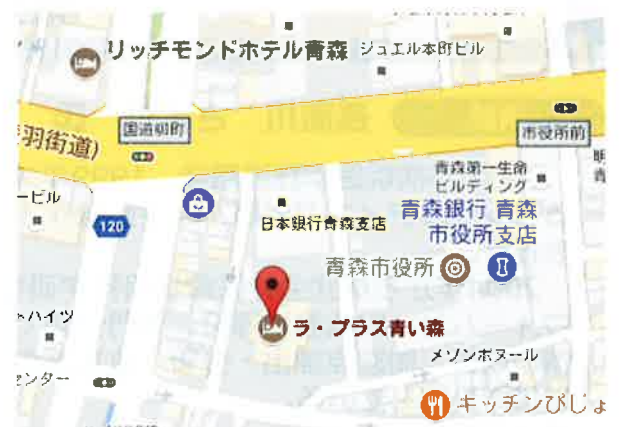 リッチモンドホテル青森
ジュエル本町ビル
国道柳町
市役所前
羽街道)
青森第一生命
ビルディング
ービル
120
日本銀行青森支店
青森銀行 青森
市役所支店
青森市役所
ラ・プラス青い森
ハイツ
メゾンボヌール
センター
キッチンぴじょ